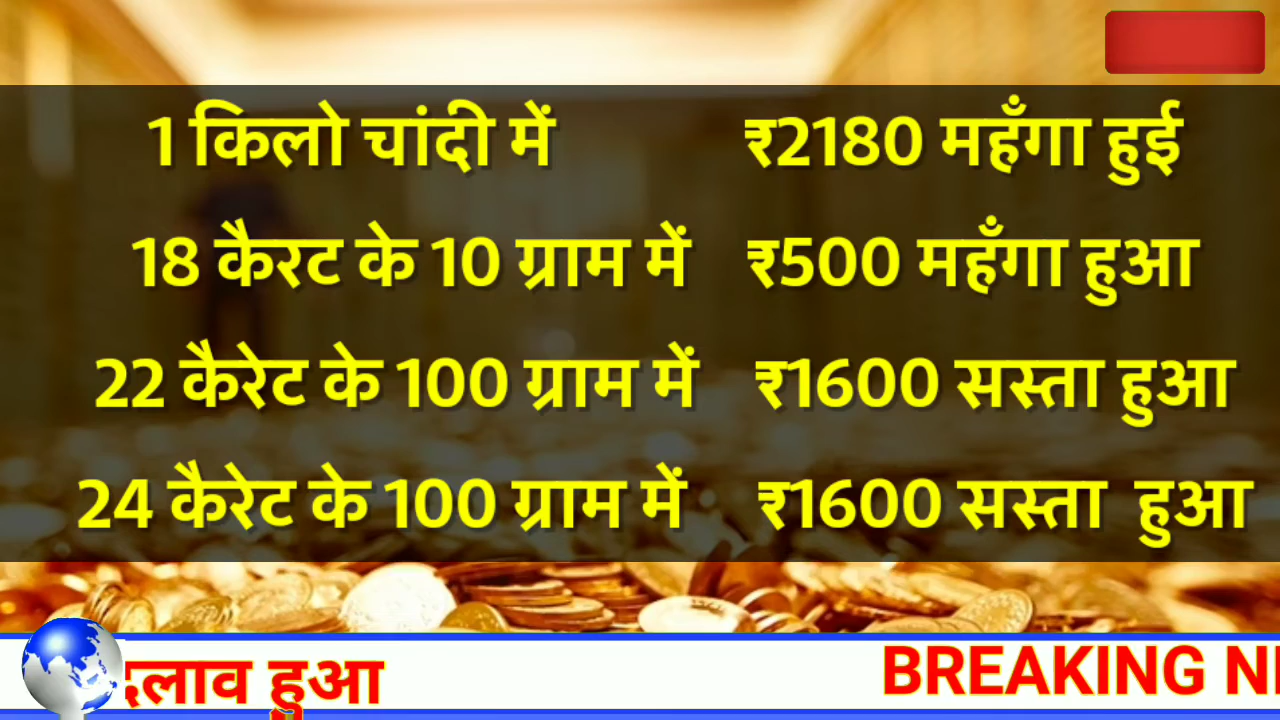 1 किलो चांदी में ₹2180 महँगा हुई
18 कैरट के 10 ग्राम में ₹500 महँगा हुआ
22 कैरेट के 100 ग्राम में ₹1600 सस्ता हुआ
24 कैरेट के 100 ग्राम में ₹1600 सस्ता हुआ
हुआ BREAKING